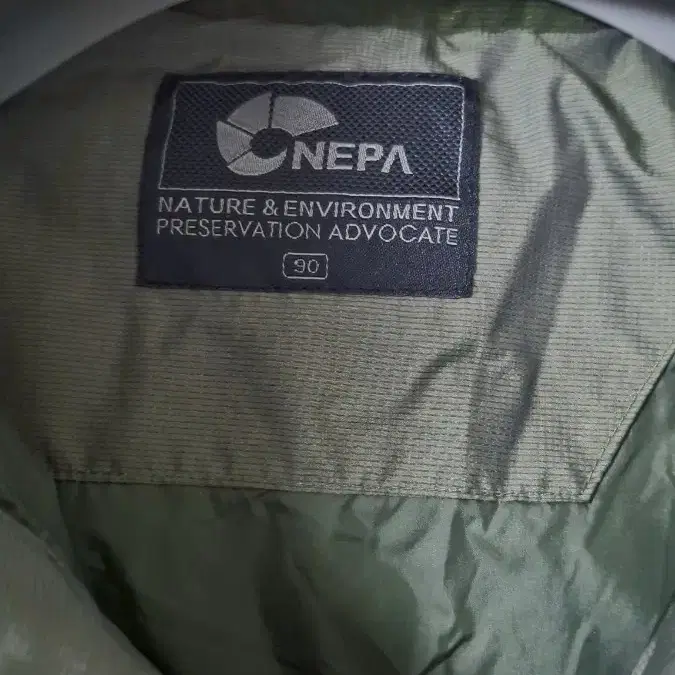 NEPA
NATURE & ENVIRONMENT
PRESERVATION ADVOCATE
90